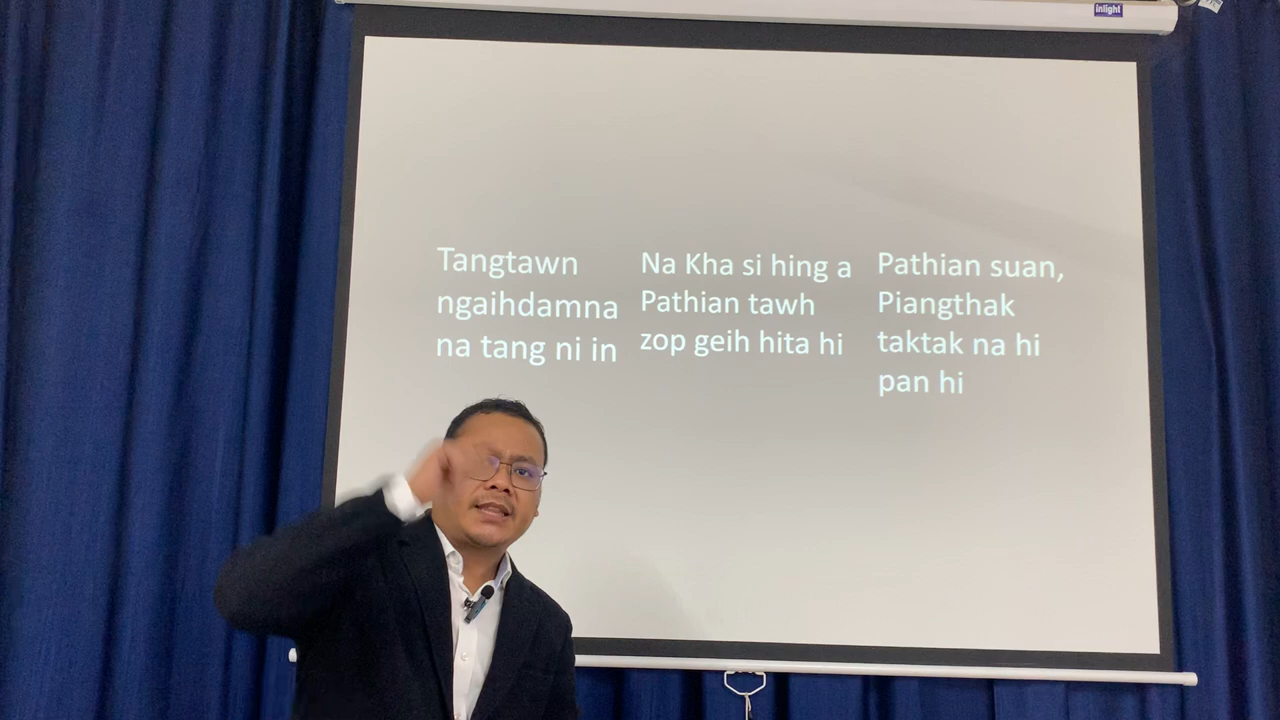 inlight
Tangtawn
ngaihdamna
na tang ni in
Na Kha si hing a
Pathian tawh
zop geih hita hi
Pathian suan,
Piangthak
taktak na hi
pan hi